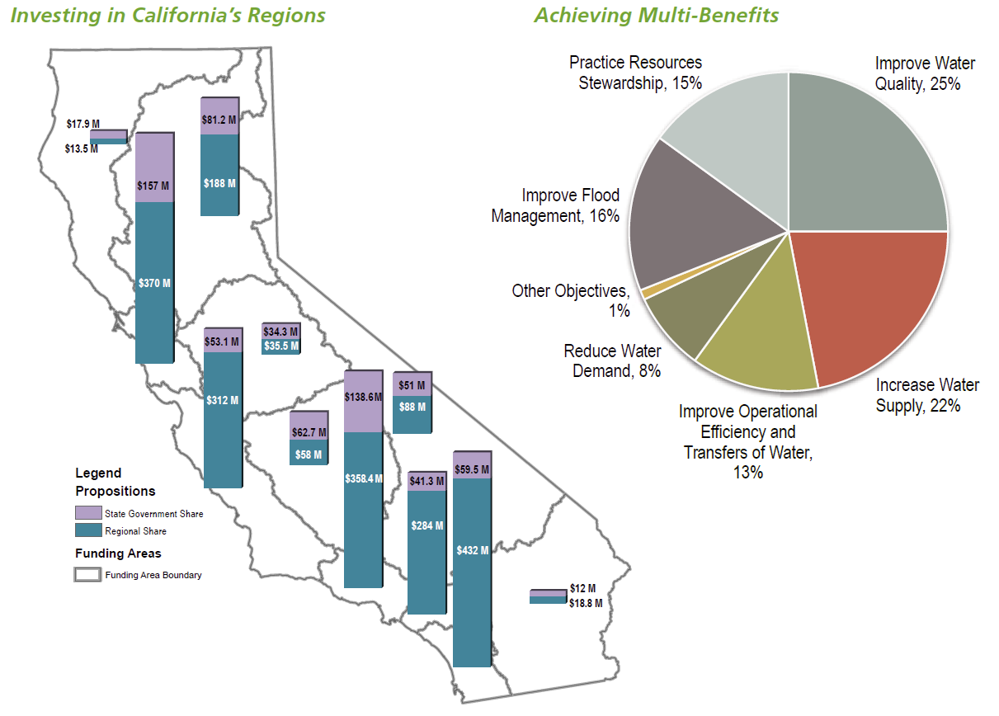 Investing in California's Regions
$17.9 M
$13.5 M
$157 M
$370 M
$81.2 M
$188 M
$53.1 M
$312 M
$34.3 M
$35.5 M
$62.7 M
$58 M
$138.6M
$358.4 M
$51 M
$88 M
$41.3 M
$284 M
$59.5 M
$432 M
$12 M
$18.8 M
Legend
Propositions
State Government Share
Regional Share
Funding Areas
Funding Area Boundary
Achieving Multi-Benefits
Practice Resources
Stewardship, 15%
Improve Water
Quality, 25%
Improve Flood
Management, 16%
Other Objectives,
1%
Reduce Water
Demand, 8%
Improve Operational
Efficiency and
Transfers of Water,
13%
Increase Water
Supply, 22%